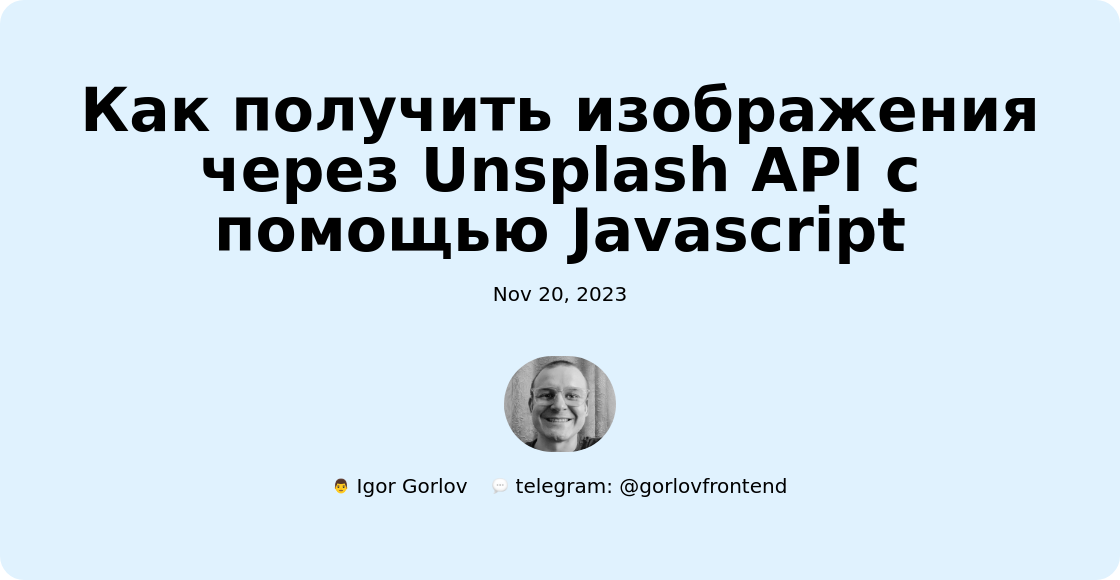 Как получить изображения
через Unsplash API с
помощью Javascript
Nov 20, 2023
👨 Igor Gorlov 💬 telegram: @gorlovfrontend